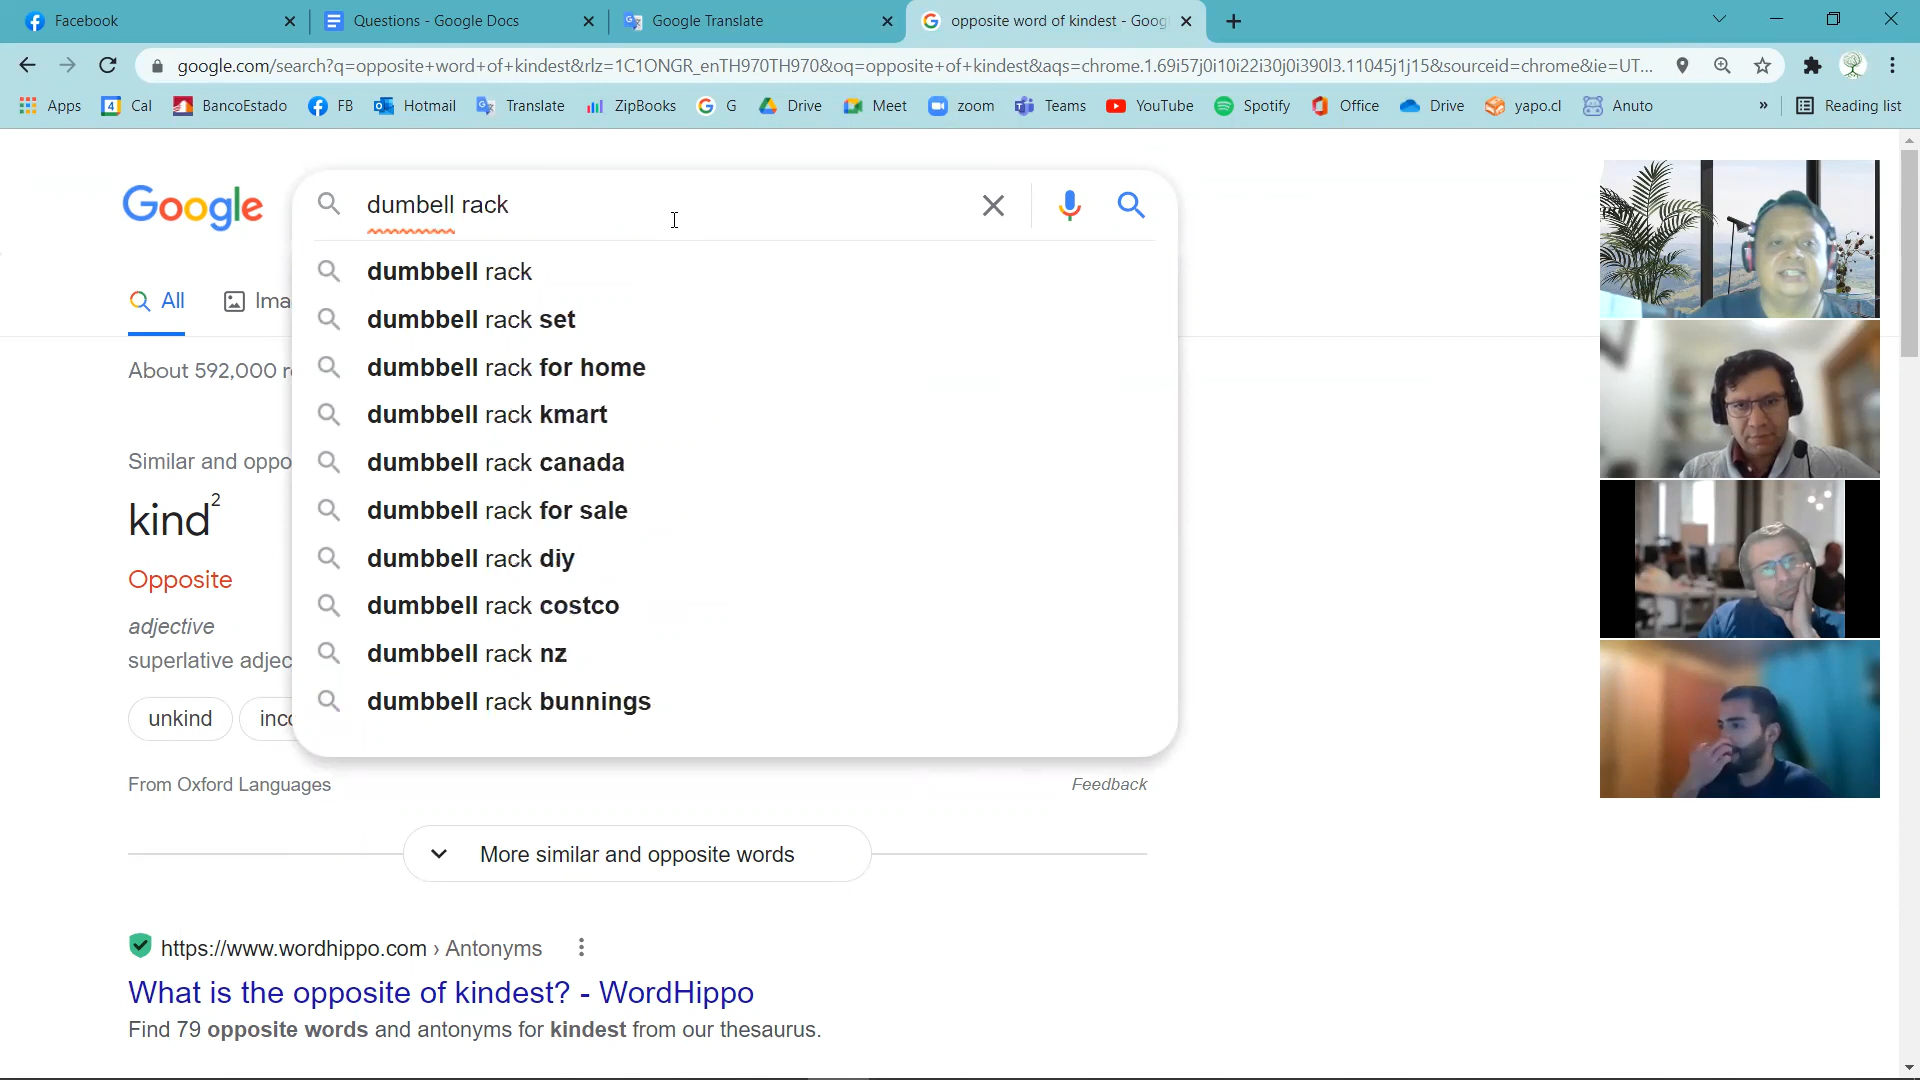 Facebook
Questions - Google Docs
Google Translate
opposite word of kindest - Goog
google.com/search?q=opposite+word+of+kindest&rlz=1C1ONGR_enTH970TH970&oq=opposite+of+kindest&aqs=chrome.1.69i57j0i10i22i30j0i390l3.11045j1j15&sourceid=chrome&ie=UT...
Apps 4 Cal BancoEstado FB Hotmail Translate ZipBooks G Drive Meet zoom Teams YouTube Spotify Office Drive yapo.cl Anuto » Reading list
Google
dumbell rack
dumbbell rack
dumbbell rack set
dumbbell rack for home
dumbbell rack kmart
dumbbell rack canada
dumbbell rack for sale
dumbbell rack diy
dumbbell rack costco
dumbbell rack nz
dumbbell rack bunnings
All Ima
About 592,000 r
Similar and oppo
kind2
Opposite
adjective
superlative adjec
unkind inc
From Oxford Languages Feedback
More similar and opposite words
https://www.wordhippo.com › Antonyms
What is the opposite of kindest? - WordHippo
Find 79 opposite words and antonyms for kindest from our thesaurus.